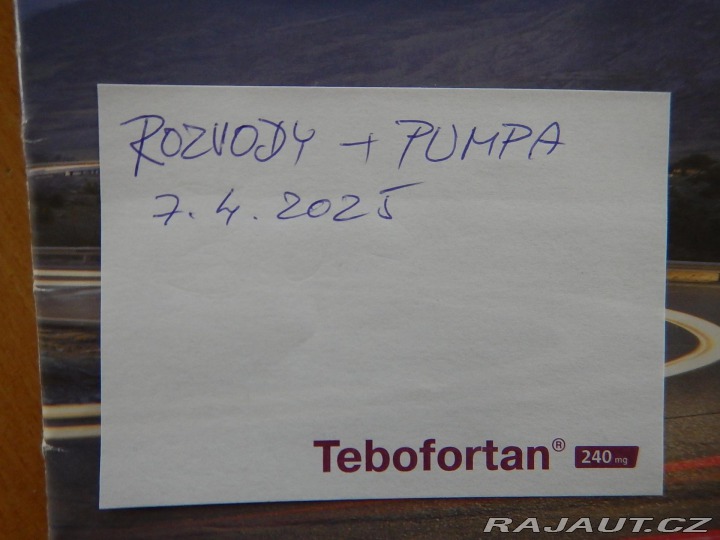 ROZVODY + PUMPA
7. 4. 2025
Tebofortan® 240 mg
RAJAUT.CZ